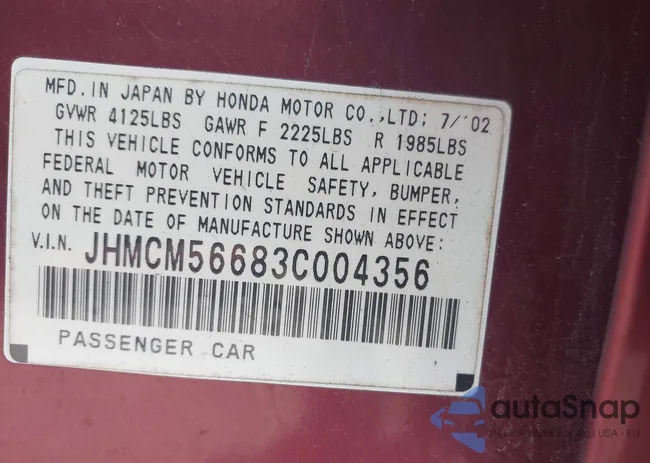 MFD. IN JAPAN BY HONDA MOTOR CO.,LTD; 7/'02
GVWR 4125LBS GAWR F 2225LBS R 1985LBS
THIS VEHICLE CONFORMS TO ALL APPLICABLE
FEDERAL MOTOR VEHICLE SAFETY, BUMPER,
AND THEFT PREVENTION STANDARDS IN EFFECT
ON THE DATE OF MANUFACTURE SHOWN ABOVE:
V.I.N. JHMCM56683C004356
PASSENGER CAR
autoSnap
USA • EU